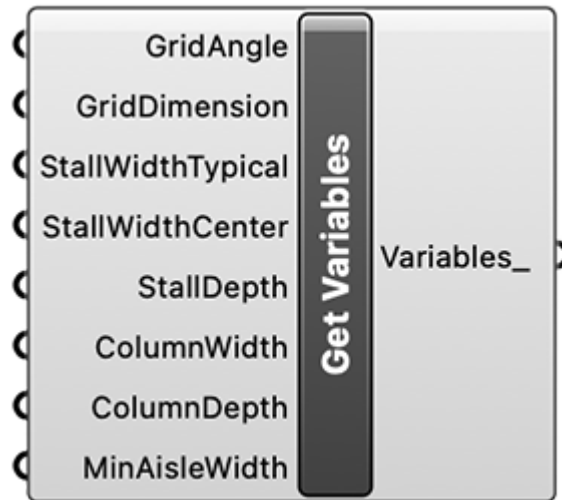 GridAngle
GridDimension
StallWidthTypical
StallWidthCenter
StallDepth
ColumnWidth
ColumnDepth
MinAisleWidth
Get Variables
Variables_